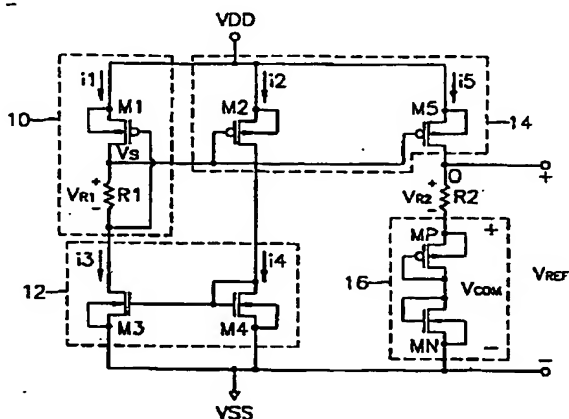 VDD
i1
i2
i5
M1
M2
M5
10
14
VS
O
+
VR1
+
-
R1
VR2
+
-
R2
i3
i4
MP
+
12
16
VCOM
VREF
M3
M4
MN
-
-
VSS